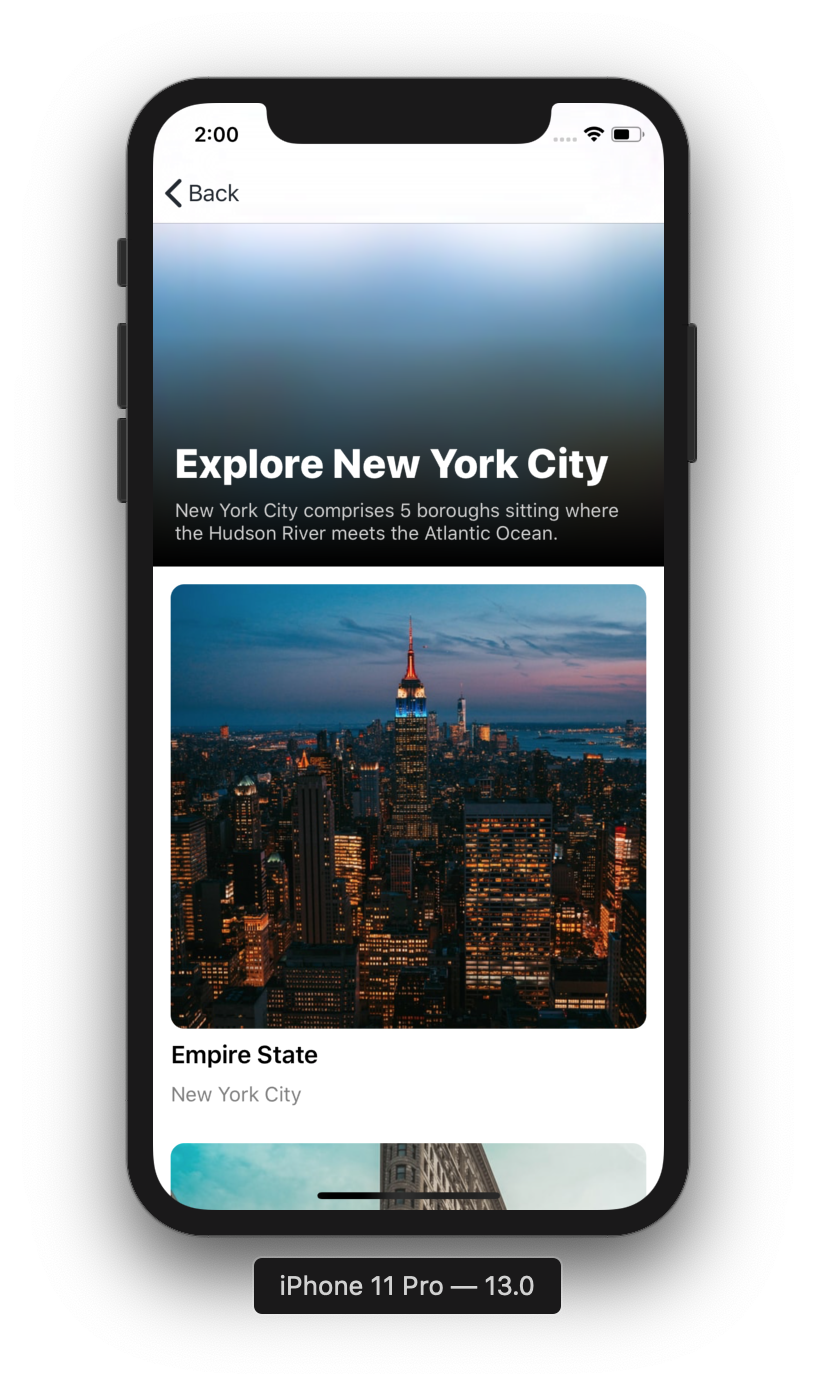 2:00
Back
Explore New York City
New York City comprises 5 boroughs sitting where
the Hudson River meets the Atlantic Ocean.
Empire State
New York City
iPhone 11 Pro — 13.0